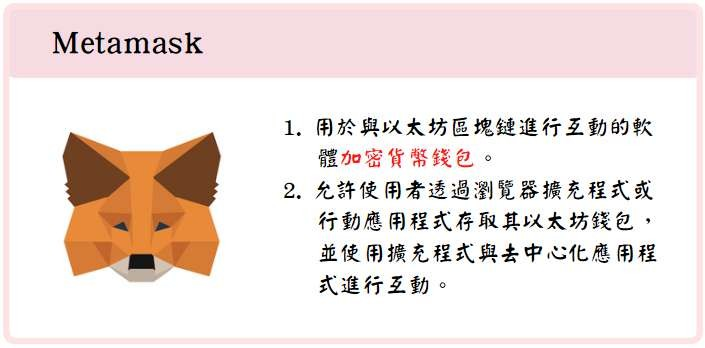 Metamask
1. 用於與以太坊區塊鏈進行互動的軟
體加密貨幣錢包。
2. 允許使用者透過瀏覽器擴充程式或
行動應用程式存取其以太坊錢包，
並使用擴充程式與去中心化應用程
式進行互動。